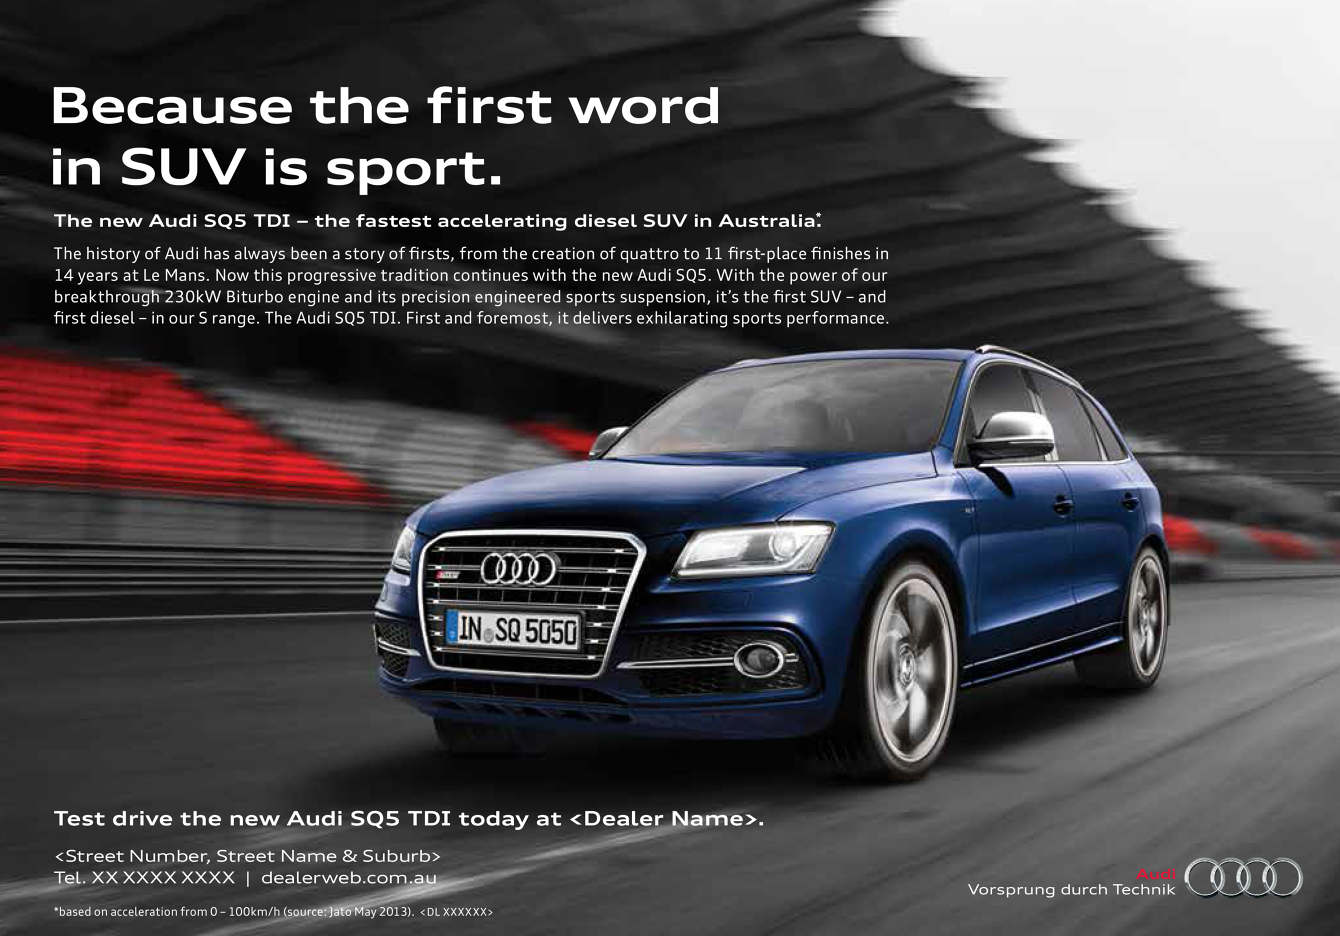 Because the first word
in SUV is sport.
The new Audi SQ5 TDI – the fastest accelerating diesel SUV in Australia*.
The history of Audi has always been a story of firsts, from the creation of quattro to 11 first-place finishes in
14 years at Le Mans. Now this progressive tradition continues with the new Audi SQ5. With the power of our
breakthrough 230kW Biturbo engine and its precision engineered sports suspension, it's the first SUV – and
first diesel – in our S range. The Audi SQ5 TDI. First and foremost, it delivers exhilarating sports performance.
IN SQ 5050
Test drive the new Audi SQ5 TDI today at <Dealer Name>.
<Street Number, Street Name & Suburb>
Tel. XX XXXX XXXX | dealerweb.com.au
Audi
Vorsprung durch Technik
*based on acceleration from 0 – 100km/h (source: Jato May 2013). <DL XXXXXX>